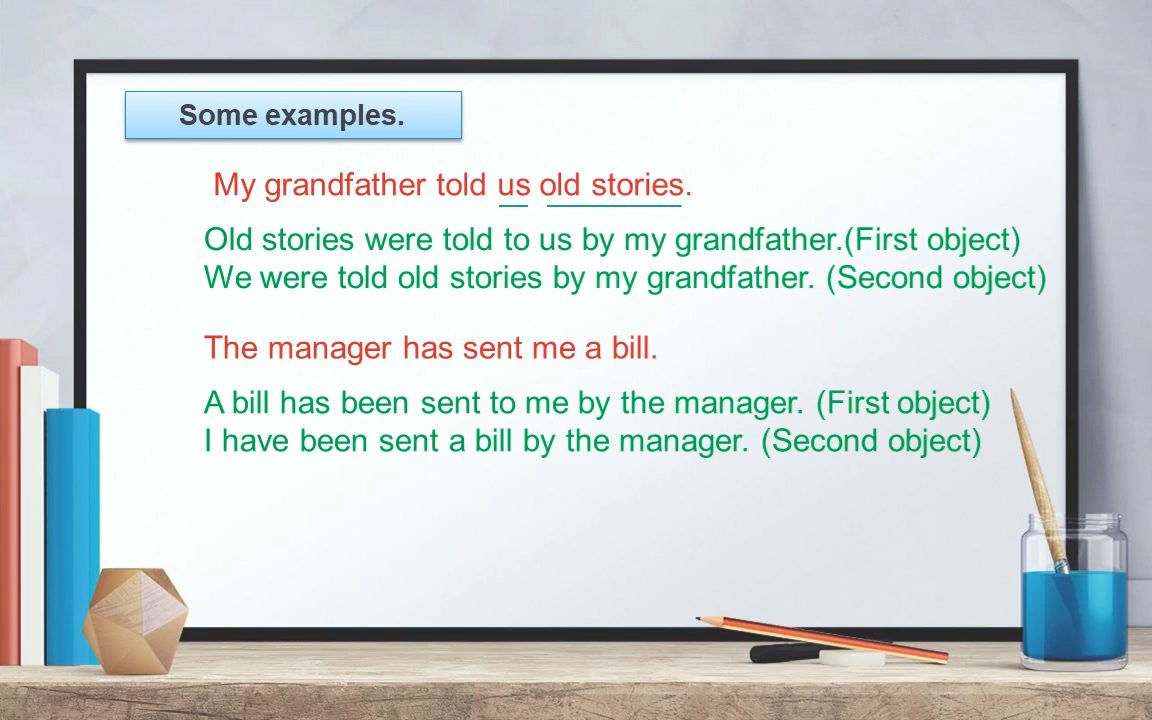 Some examples.
My grandfather told us old stories.
Old stories were told to us by my grandfather.(First object)
We were told old stories by my grandfather. (Second object)
The manager has sent me a bill.
A bill has been sent to me by the manager. (First object)
I have been sent a bill by the manager. (Second object)